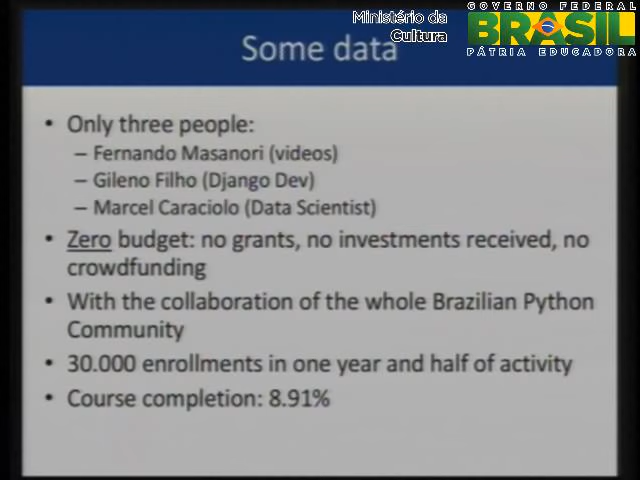 GOVERNO FEDERAL
Ministério da
Cultura
BRASIL
PÁTRIA EDUCADORA
Some data
• Only three people:
– Fernando Masanori (videos)
– Gileno Filho (Django Dev)
– Marcel Caraciolo (Data Scientist)
• Zero budget: no grants, no investments received, no
crowdfunding
• With the collaboration of the whole Brazilian Python
Community
• 30.000 enrollments in one year and half of activity
• Course completion: 8.91%